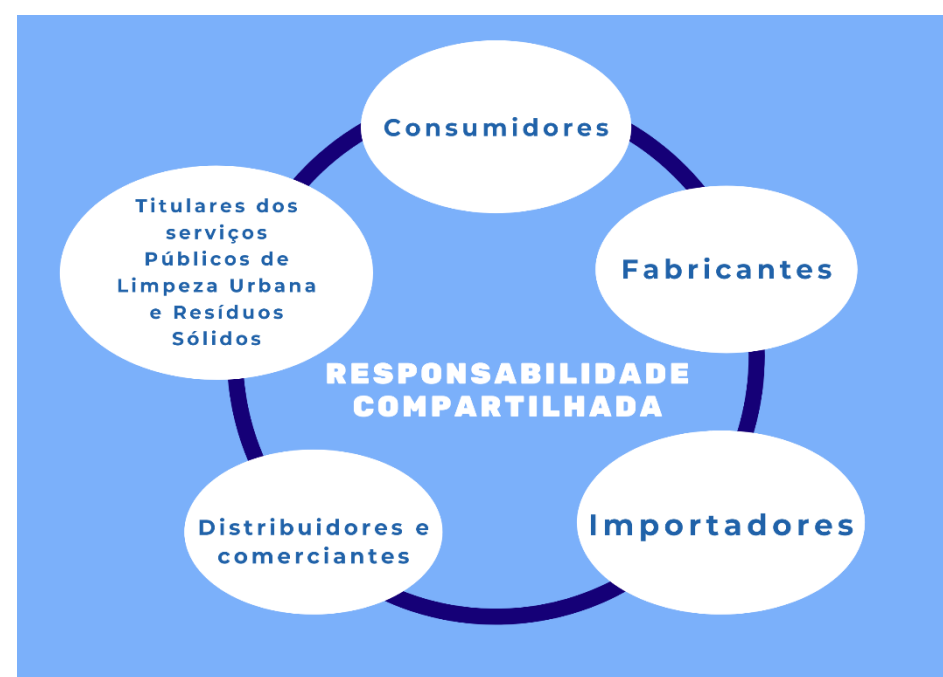 Consumidores
Titulares dos
serviços
Públicos de
Limpeza Urbana
e Resíduos
Sólidos
Fabricantes
RESPONSABILIDADE
COMPARTILHADA
Distribuidores e
comerciantes
Importadores